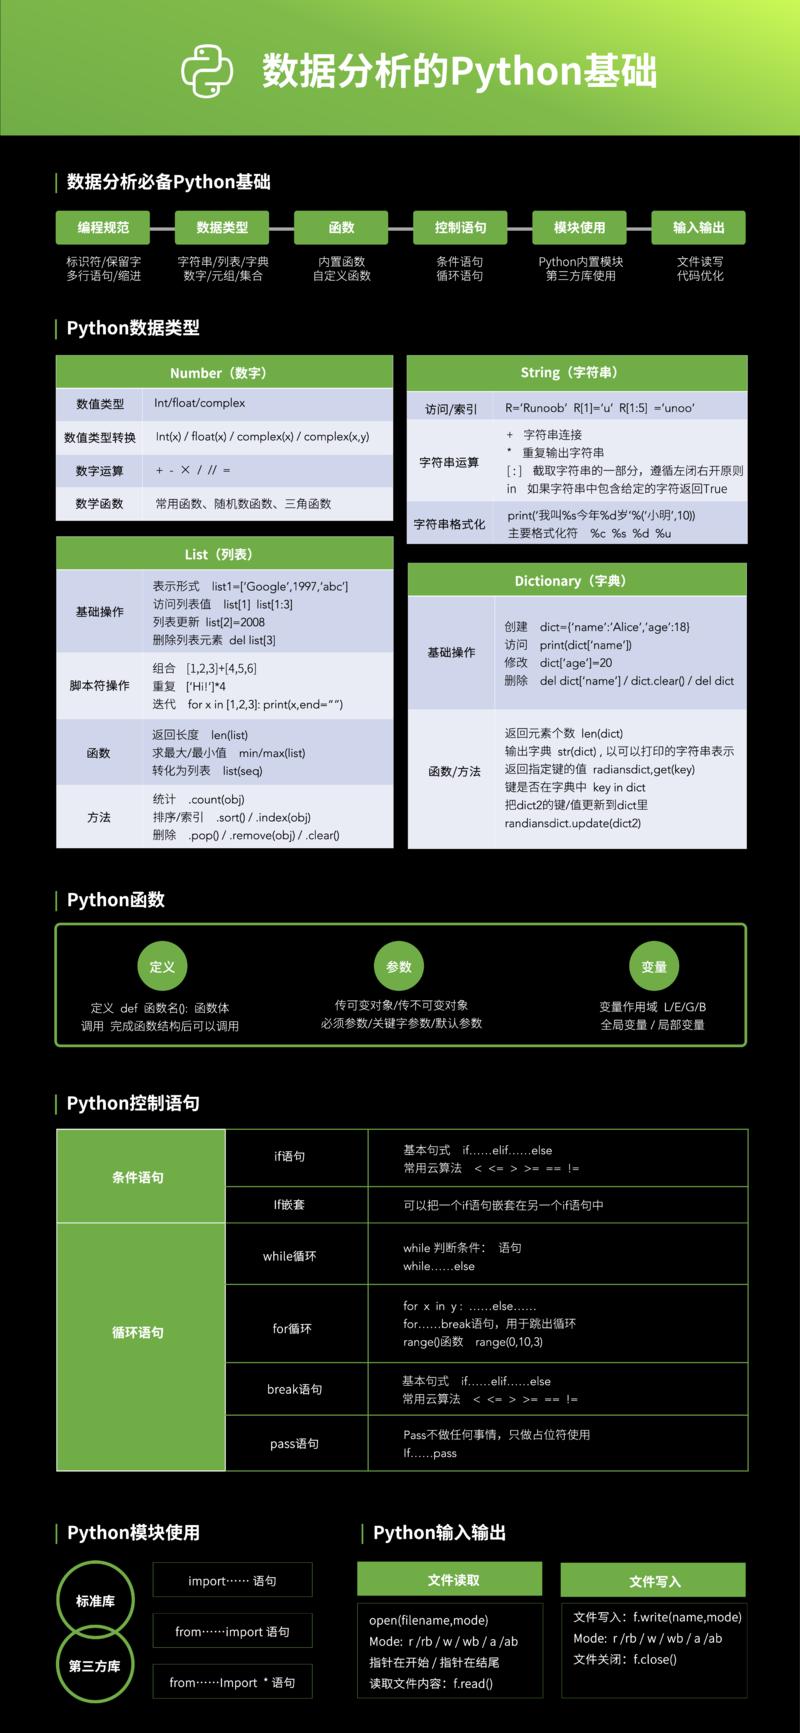 数据分析的Python基础
数据分析必备Python基础
编程规范
数据类型
函数
控制语句
模块使用
输入输出
标识符/保留字
多行语句/缩进
字符串/列表/字典
数字/元组/集合
内置函数
自定义函数
条件语句
循环语句
Python内置模块
第三方库使用
文件读写
代码优化
Python数据类型
Number（数字）
数值类型 Int/float/complex
数值类型转换 Int(x) / float(x) / complex(x) / complex(x,y)
数字运算 + - × / // =
数学函数 常用函数、随机数函数、三角函数
List（列表）
基础操作
表示形式 list1=['Google',1997,'abc']
访问列表值 list[1] list[1:3]
列表更新 list[2]=2008
删除列表元素 del list[3]
脚本符操作
组合 [1,2,3]+[4,5,6]
重复 ['Hi!']*4
迭代 for x in [1,2,3]: print(x,end="")
函数
返回长度 len(list)
求最大/最小值 min/max(list)
转化为列表 list(seq)
方法
统计 .count(obj)
排序/索引 .sort() / .index(obj)
删除 .pop() / .remove(obj) / .clear()
String（字符串）
访问/索引 R='Runoob' R[1]='u' R[1:5] ='unoo'
字符串运算
+ 字符串连接
* 重复输出字符串
[ : ] 截取字符串的一部分，遵循左闭右开原则
in 如果字符串中包含给定的字符返回True
字符串格式化
print('我叫%s今年%d岁'%('小明',10))
主要格式化符 %c %s %d %u
Dictionary（字典）
基础操作
创建 dict={'name':'Alice','age':18}
访问 print(dict['name'])
修改 dict['age']=20
删除 del dict['name'] / dict.clear() / del dict
函数/方法
返回元素个数 len(dict)
输出字典 str(dict) , 以可以打印的字符串表示
返回指定键的值 radiansdict,get(key)
键是否在字典中 key in dict
把dict2的键/值更新到dict里
randiansdict.update(dict2)
Python函数
定义
定义 def 函数名(): 函数体
调用 完成函数结构后可以调用
参数
传可变对象/传不可变对象
必须参数/关键字参数/默认参数
变量
变量作用域 L/E/G/B
全局变量 / 局部变量
Python控制语句
条件语句
if语句
基本句式 if……elif……else
常用云算法 < <= > >= == !=
If嵌套 可以把一个if语句嵌套在另一个if语句中
循环语句
while循环
while 判断条件： 语句
while……else
for循环
for x in y : ……else……
for……break语句，用于跳出循环
range()函数 range(0,10,3)
break语句
基本句式 if……elif……else
常用云算法 < <= > >= == !=
pass语句
Pass不做任何事情，只做占位符使用
If……pass
Python模块使用
标准库
第三方库
import…… 语句
from……import 语句
from……Import * 语句
Python输入输出
文件读取
open(filename,mode)
Mode: r /rb / w / wb / a /ab
指针在开始 / 指针在结尾
读取文件内容：f.read()
文件写入
文件写入：f.write(name,mode)
Mode: r /rb / w / wb / a /ab
文件关闭：f.close()